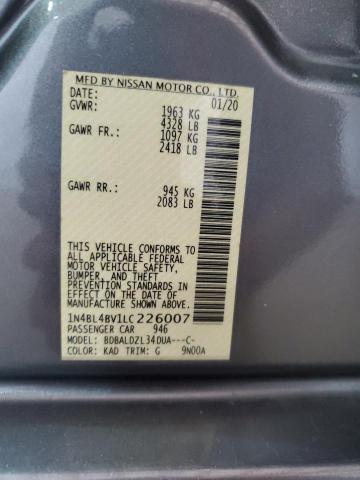 MFD BY NISSAN MOTOR CO., LTD.
DATE: 01/20
GVWR: 1963 KG
4328 LB
GAWR FR.: 1097 KG
2418 LB
GAWR RR.: 945 KG
2083 LB
THIS VEHICLE CONFORMS TO
ALL APPLICABLE FEDERAL
MOTOR VEHICLE SAFETY,
BUMPER, AND THEFT
PREVENTION STANDARDS IN
EFFECT ON THE DATE OF
MANUFACTURE SHOWN ABOVE.
1N4BL4BV1LC226007
PASSENGER CAR 946
MODEL: BDBALDZL34DUA---C-
COLOR: KAD TRIM: G 9N00A